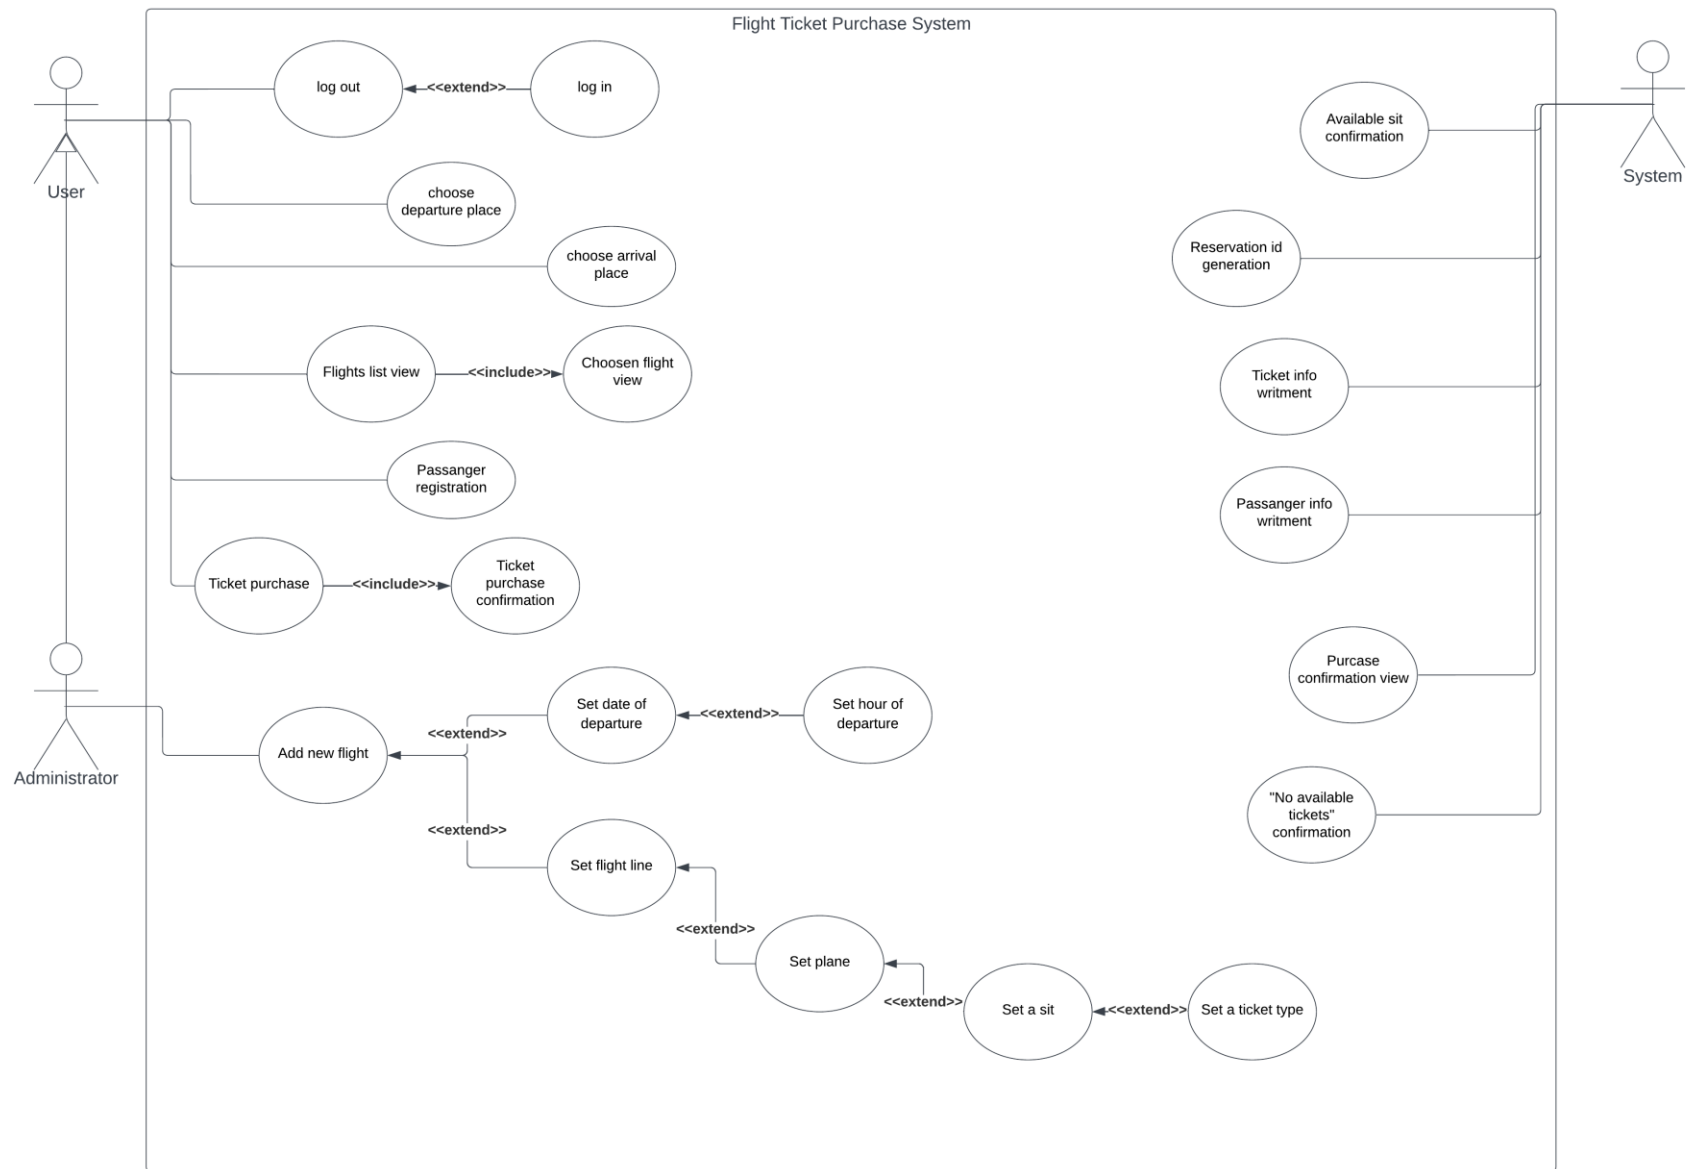 Flight Ticket Purchase System
User
System
Administrator
log out
<<extend>>
log in
choose
departure place
choose arrival
place
Flights list view
<<include>>
Choosen flight
view
Passanger
registration
Ticket purchase
<<include>>
Ticket
purchase
confirmation
Add new flight
<<extend>>
Set date of
departure
<<extend>>
Set hour of
departure
<<extend>>
Set flight line
<<extend>>
Set plane
<<extend>>
Set a sit
<<extend>>
Set a ticket type
Available sit
confirmation
Reservation id
generation
Ticket info
writment
Passanger info
writment
Purcase
confirmation view
"No available
tickets"
confirmation